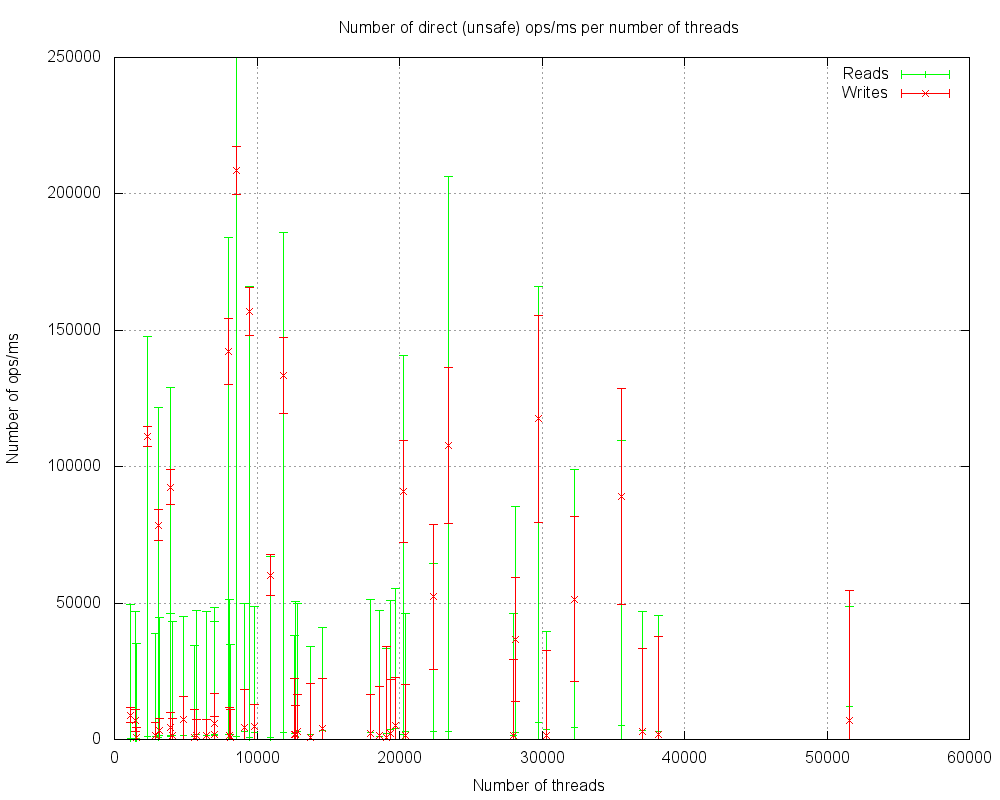 Number of direct (unsafe) ops/ms per number of threads
250000
200000
150000
100000
50000
0
Number of ops/ms
Reads
Writes
0
10000
20000
30000
40000
50000
60000
Number of threads